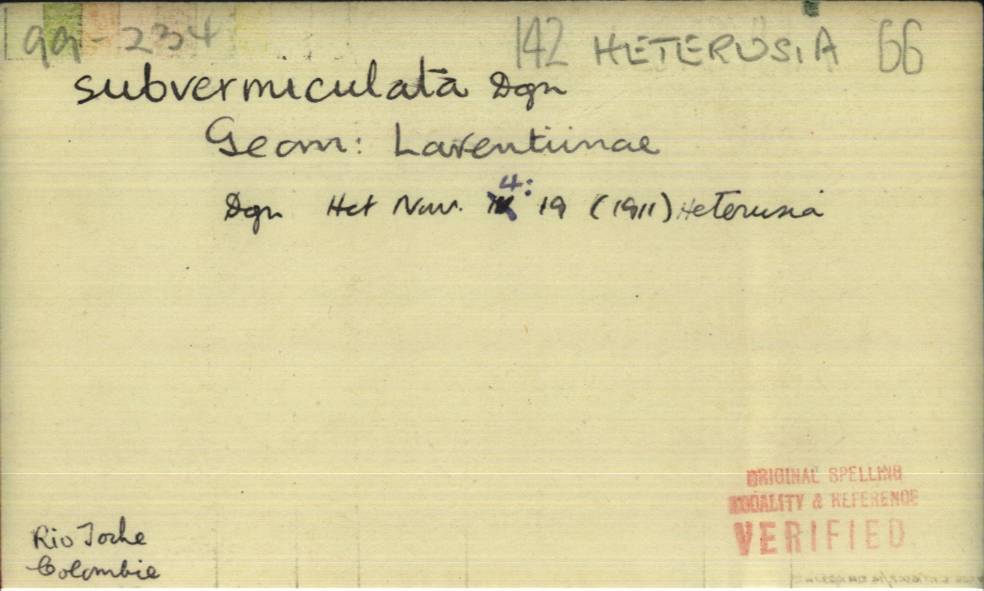 99-234 142 HETERUSIA 66
subvermiculata Dgn
Geom: Larentiinae
Dgn Het Nouv. 4: 19 (1911) Heterusia
ORIGINAL SPELLING
LOCALITY & REFERENCE
VERIFIED
Rio Toche
Colombie